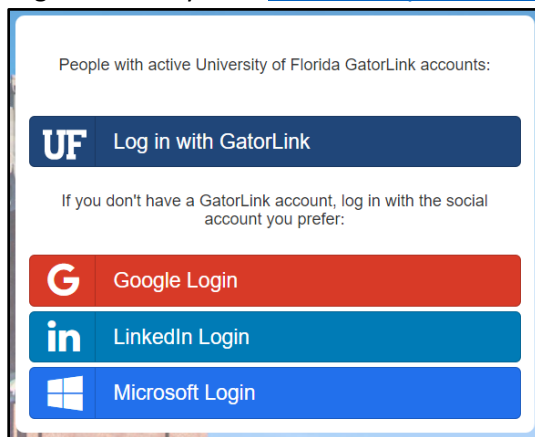 People with active University of Florida GatorLink accounts:
UF Log in with GatorLink
If you don't have a GatorLink account, log in with the social
account you prefer:
G Google Login
in LinkedIn Login
Microsoft Login